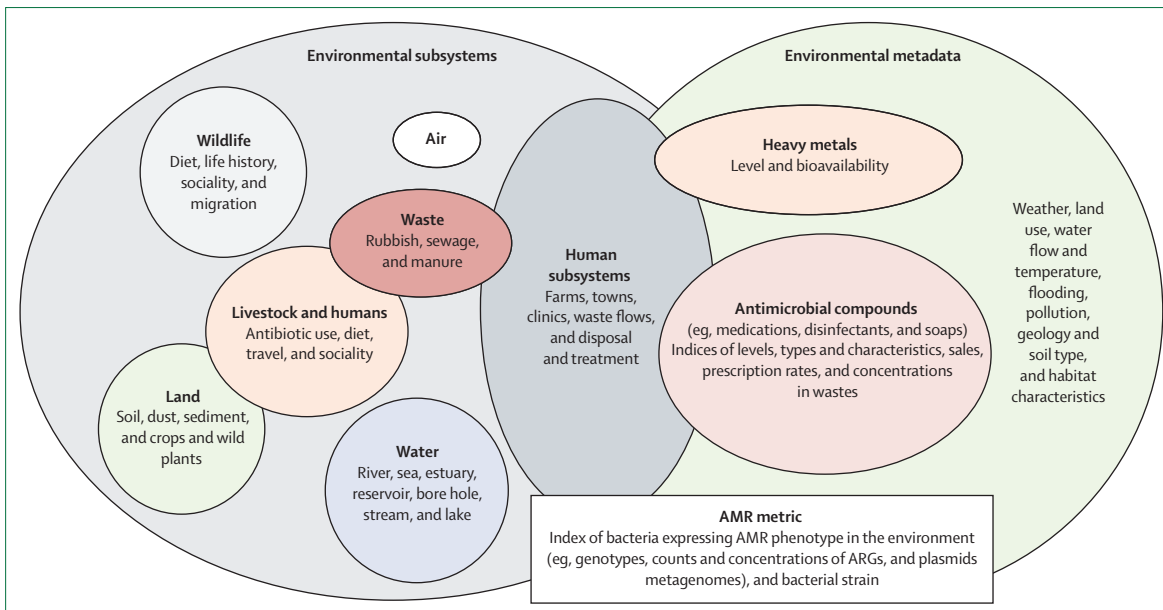 Environmental subsystems
Environmental metadata
Wildlife
Diet, life history,
sociality, and
migration
Air
Heavy metals
Level and bioavailability
Waste
Rubbish, sewage,
and manure
Human
subsystems
Farms, towns,
clinics, waste flows,
and disposal
and treatment
Weather, land
use, water
flow and
temperature,
flooding,
pollution,
geology and
soil type,
and habitat
characteristics
Livestock and humans
Antibiotic use, diet,
travel, and sociality
Antimicrobial compounds
(eg, medications, disinfectants, and soaps)
Indices of levels, types and characteristics, sales,
prescription rates, and concentrations
in wastes
Land
Soil, dust, sediment,
and crops and wild
plants
Water
River, sea, estuary,
reservoir, bore hole,
stream, and lake
AMR metric
Index of bacteria expressing AMR phenotype in the environment
(eg, genotypes, counts and concentrations of ARGs, and plasmids
metagenomes), and bacterial strain